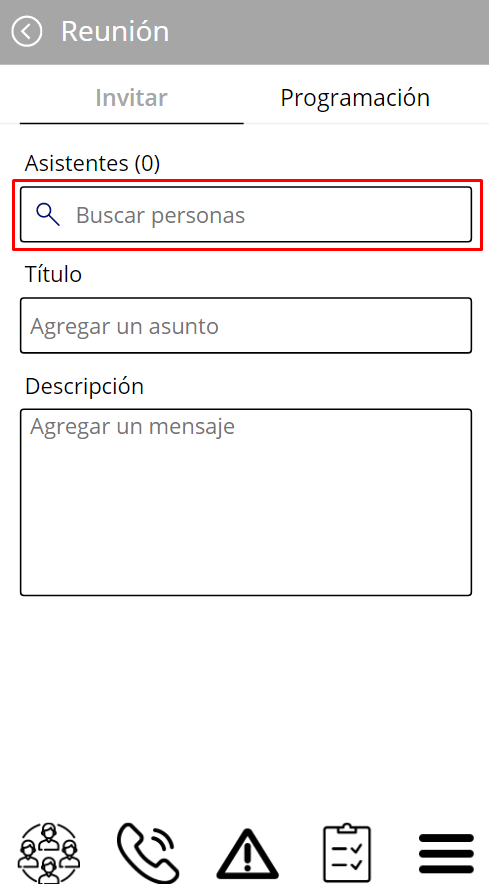 Reunión
Invitar
Programación
Asistentes (0)
Buscar personas
Título
Agregar un asunto
Descripción
Agregar un mensaje